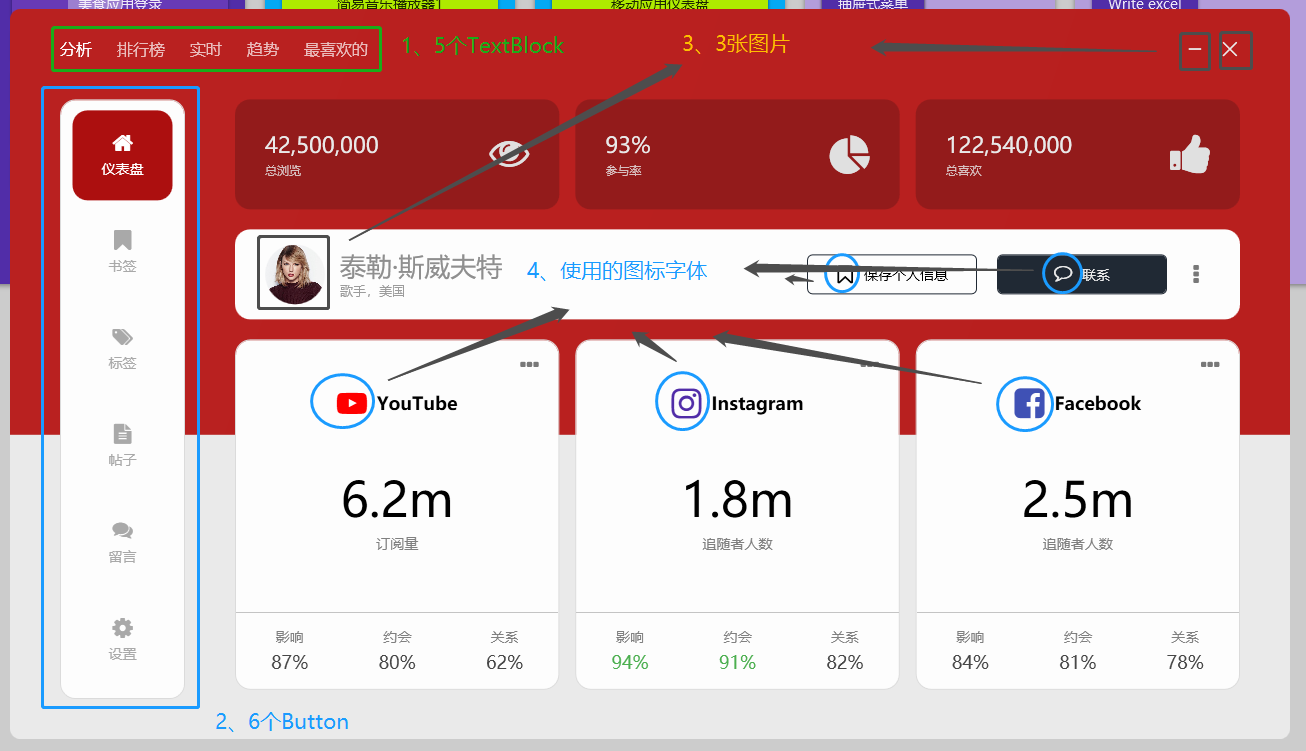 美食应用登录
简易音乐播放器1
移动应用仪表盘
抽屉式菜单
Write excel
分析 排行榜 实时 趋势 最喜欢的
1、5个TextBlock
3、3张图片
仪表盘
书签
标签
帖子
留言
设置
42,500,000
总浏览
93%
参与率
122,540,000
总喜欢
泰勒·斯威夫特
歌手，美国
4、使用的图标字体
保存个人信息
联系
YouTube
6.2m
订阅量
影响 约会 关系
87% 80% 62%
Instagram
1.8m
追随者人数
影响 约会 关系
94% 91% 82%
Facebook
2.5m
追随者人数
影响 约会 关系
84% 81% 78%
2、6个Button